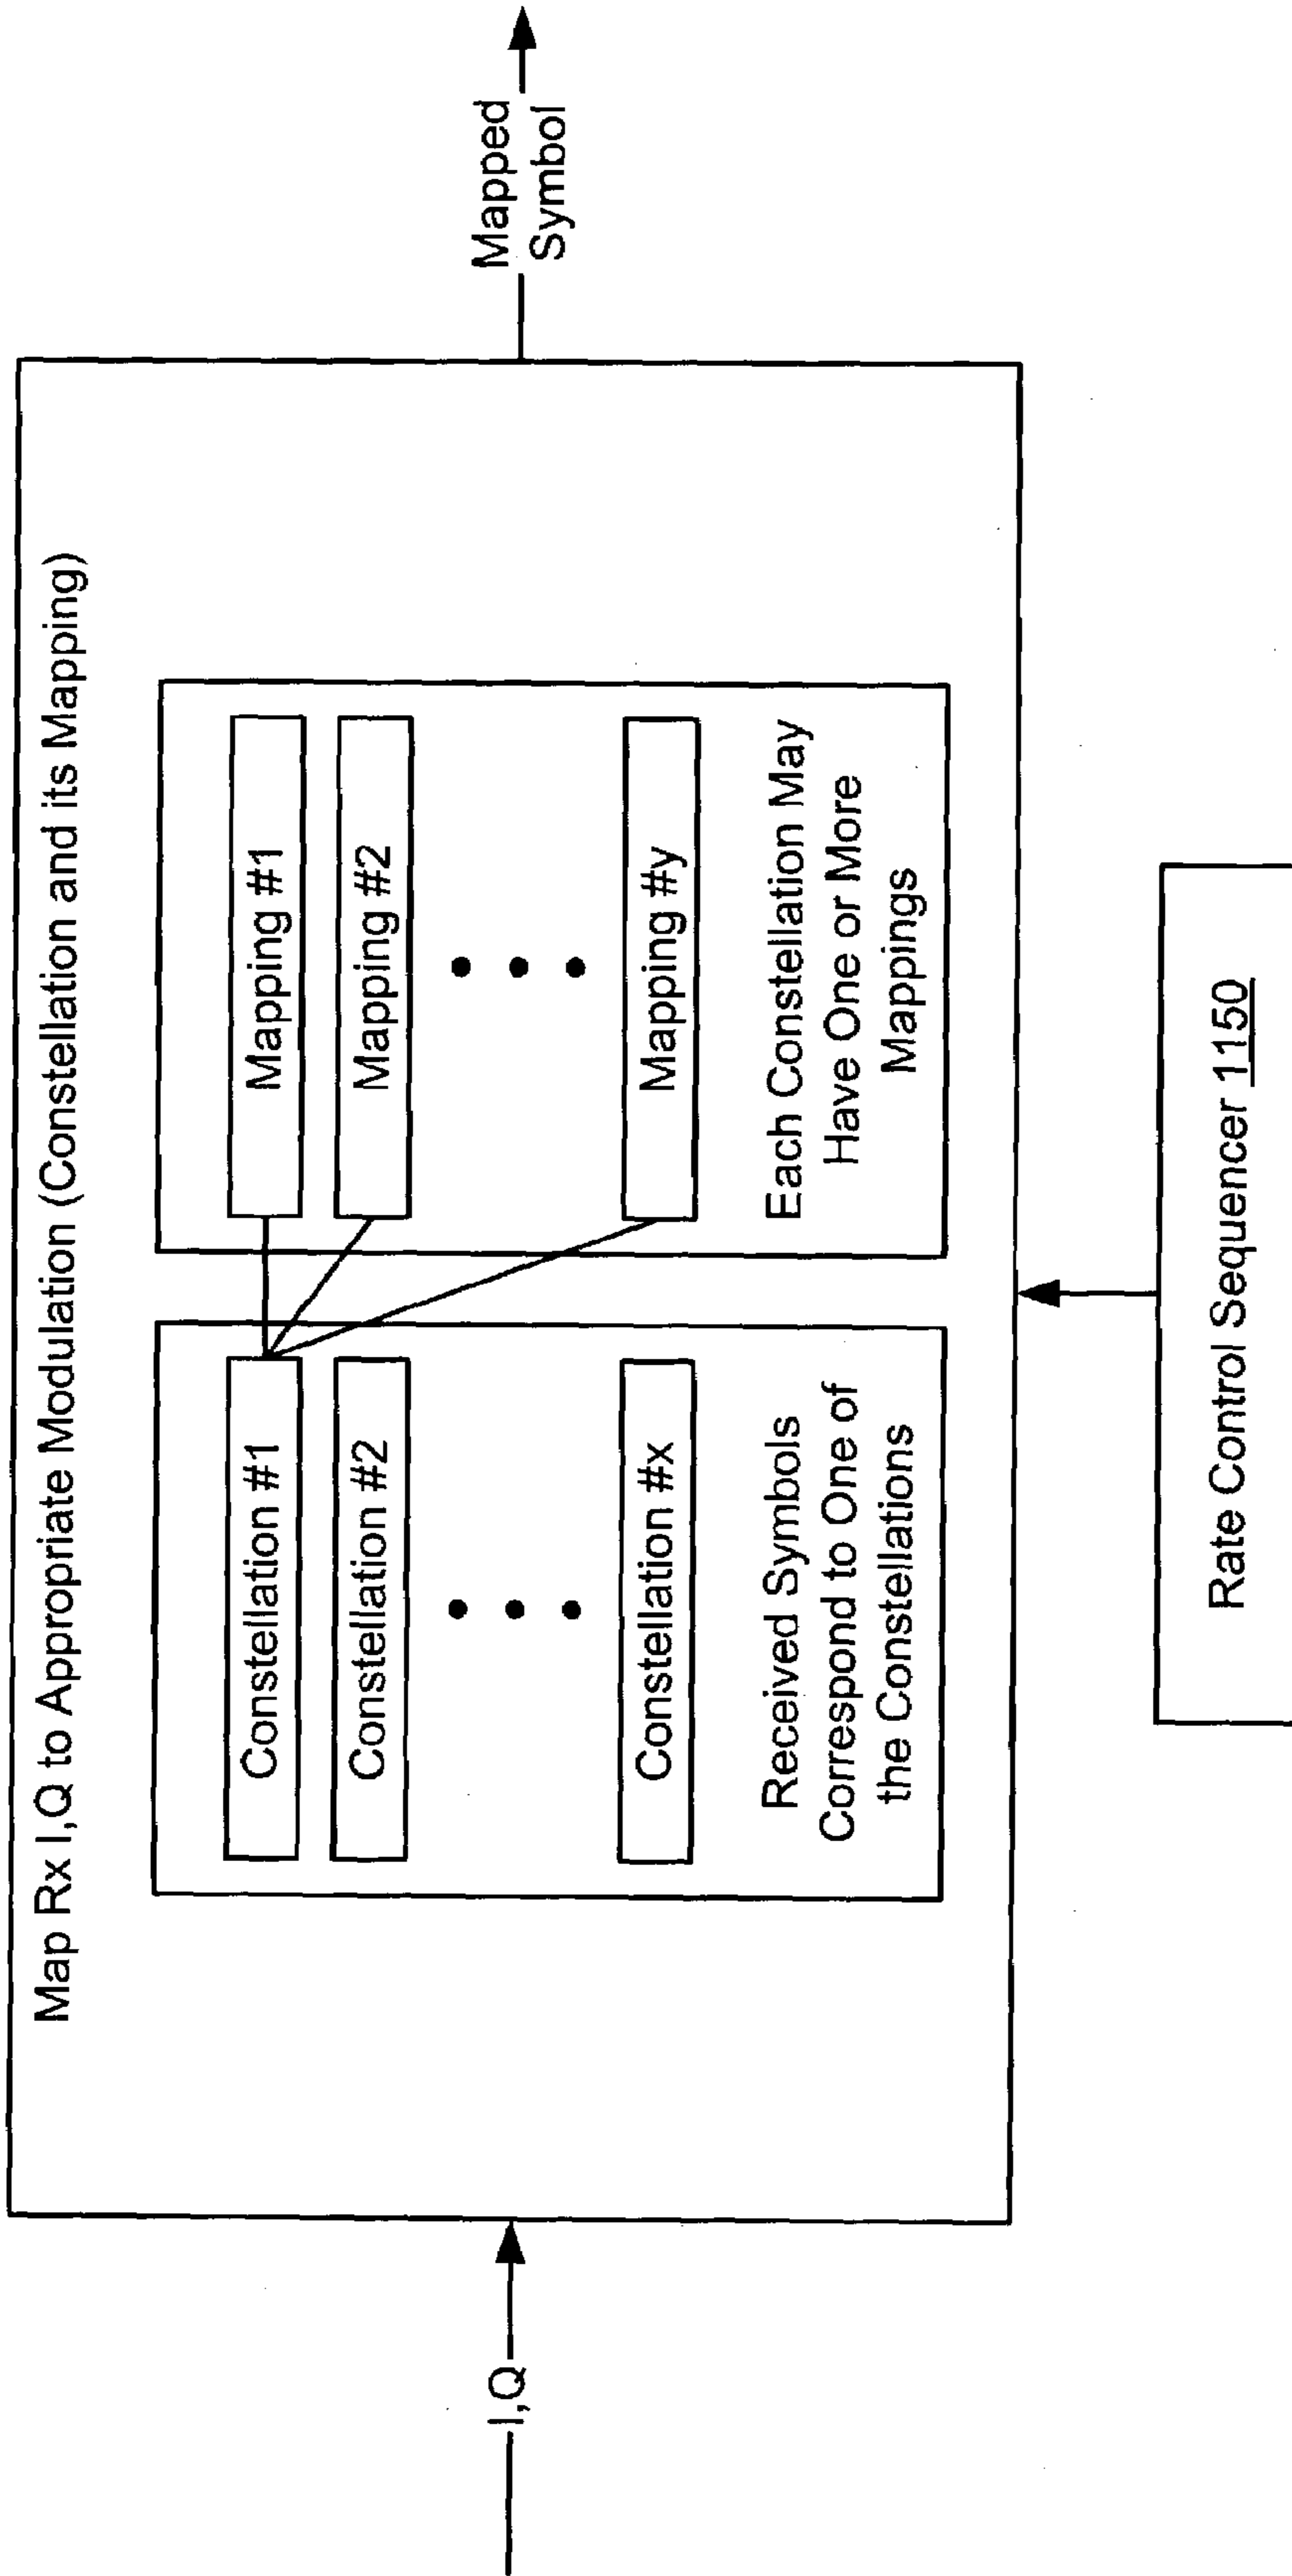 Map Rx I,Q to Appropriate Modulation (Constellation and its Mapping)
I,Q
Constellation #1
Constellation #2
Constellation #x
Received Symbols
Correspond to One of
the Constellations
Mapping #1
Mapping #2
Mapping #y
Each Constellation May
Have One or More
Mappings
Mapped
Symbol
Rate Control Sequencer 1150